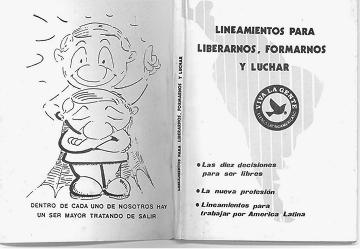 DENTRO DE CADA UNO DE NOSOTROS HAY
UN SER MAYOR TRATANDO DE SALIR
LINEAMIENTOS PARA LIBERARNOS, FORMARNOS Y LUCHAR
LINEAMIENTOS PARA
LIBERARNOS, FORMARNOS
Y LUCHAR
VIVA LA GENTE
• Las diez decisiones
para ser libres
• La nueva profesión
• Lineamientos para
trabajar por America Latina